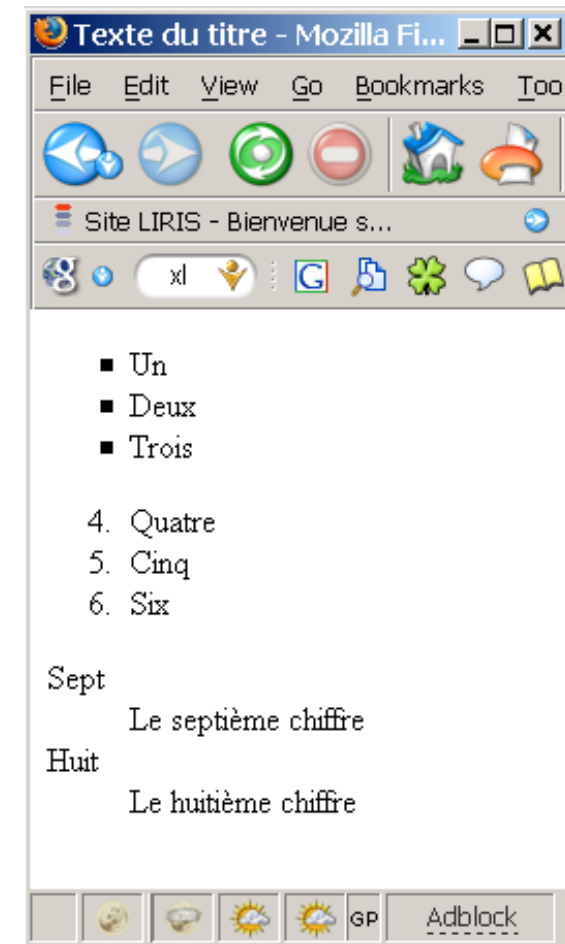 Texte du titre - Mozilla Fi...
File Edit View Go Bookmarks Too
Site LIRIS - Bienvenue s...
xl G
■ Un
■ Deux
■ Trois
4. Quatre
5. Cinq
6. Six
Sept
Le septième chiffre
Huit
Le huitième chiffre
GP Adblock